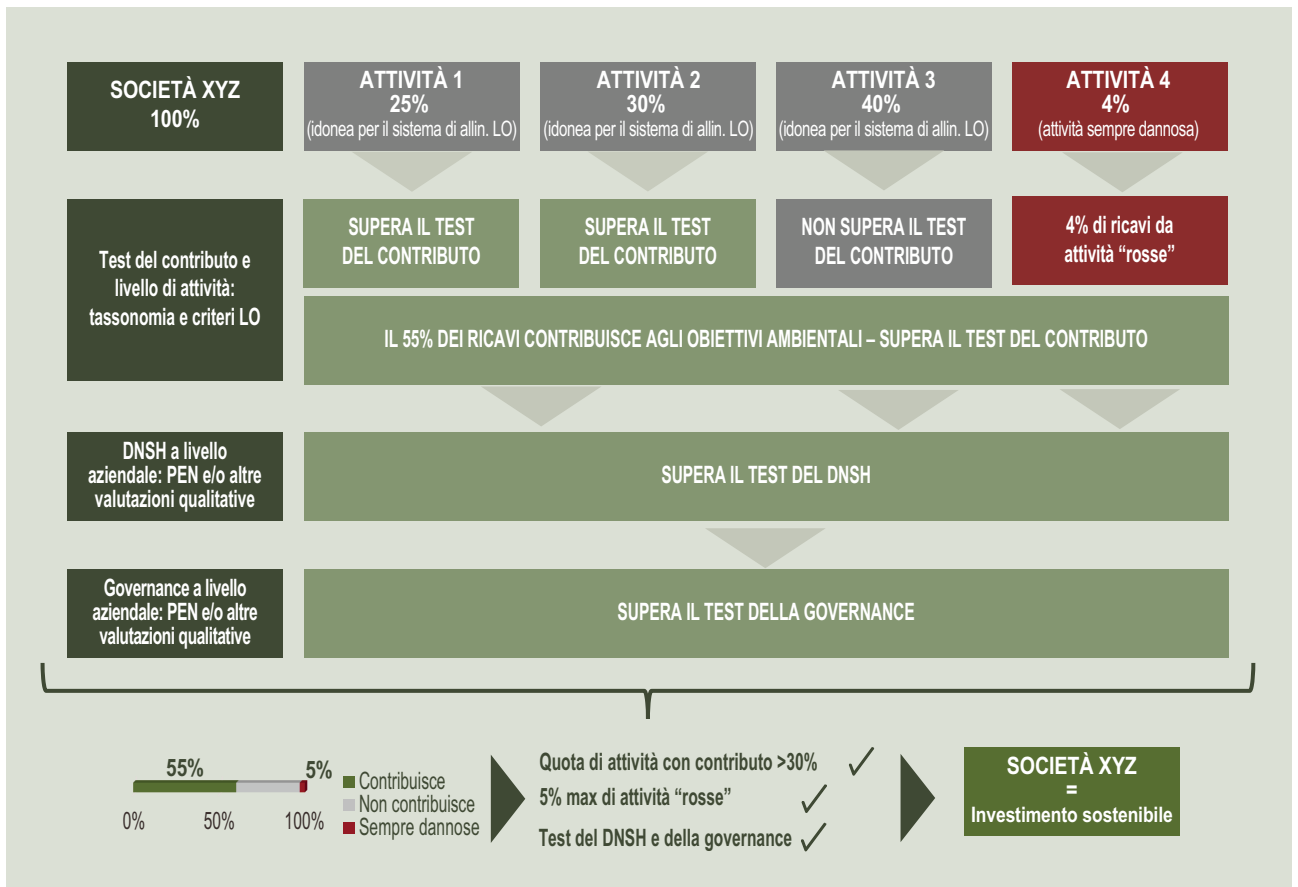 SOCIETÀ XYZ
100%
ATTIVITÀ 1
25%
(idonea per il sistema di allin. LO)
ATTIVITÀ 2
30%
(idonea per il sistema di allin. LO)
ATTIVITÀ 3
40%
(idonea per il sistema di allin. LO)
ATTIVITÀ 4
4%
(attività sempre dannosa)
Test del contributo e
livello di attività:
tassonomia e criteri LO
SUPERA IL TEST
DEL CONTRIBUTO
SUPERA IL TEST
DEL CONTRIBUTO
NON SUPERA IL TEST
DEL CONTRIBUTO
4% di ricavi da
attività “rosse”
IL 55% DEI RICAVI CONTRIBUISCE AGLI OBIETTIVI AMBIENTALI – SUPERA IL TEST DEL CONTRIBUTO
DNSH a livello
aziendale: PEN e/o altre
valutazioni qualitative
SUPERA IL TEST DEL DNSH
Governance a livello
aziendale: PEN e/o altre
valutazioni qualitative
SUPERA IL TEST DELLA GOVERNANCE
55%
5%
0%
50%
100%
Contribuisce
Non contribuisce
Sempre dannose
Quota di attività con contributo >30%
5% max di attività “rosse”
Test del DNSH e della governance
SOCIETÀ XYZ
=
Investimento sostenibile